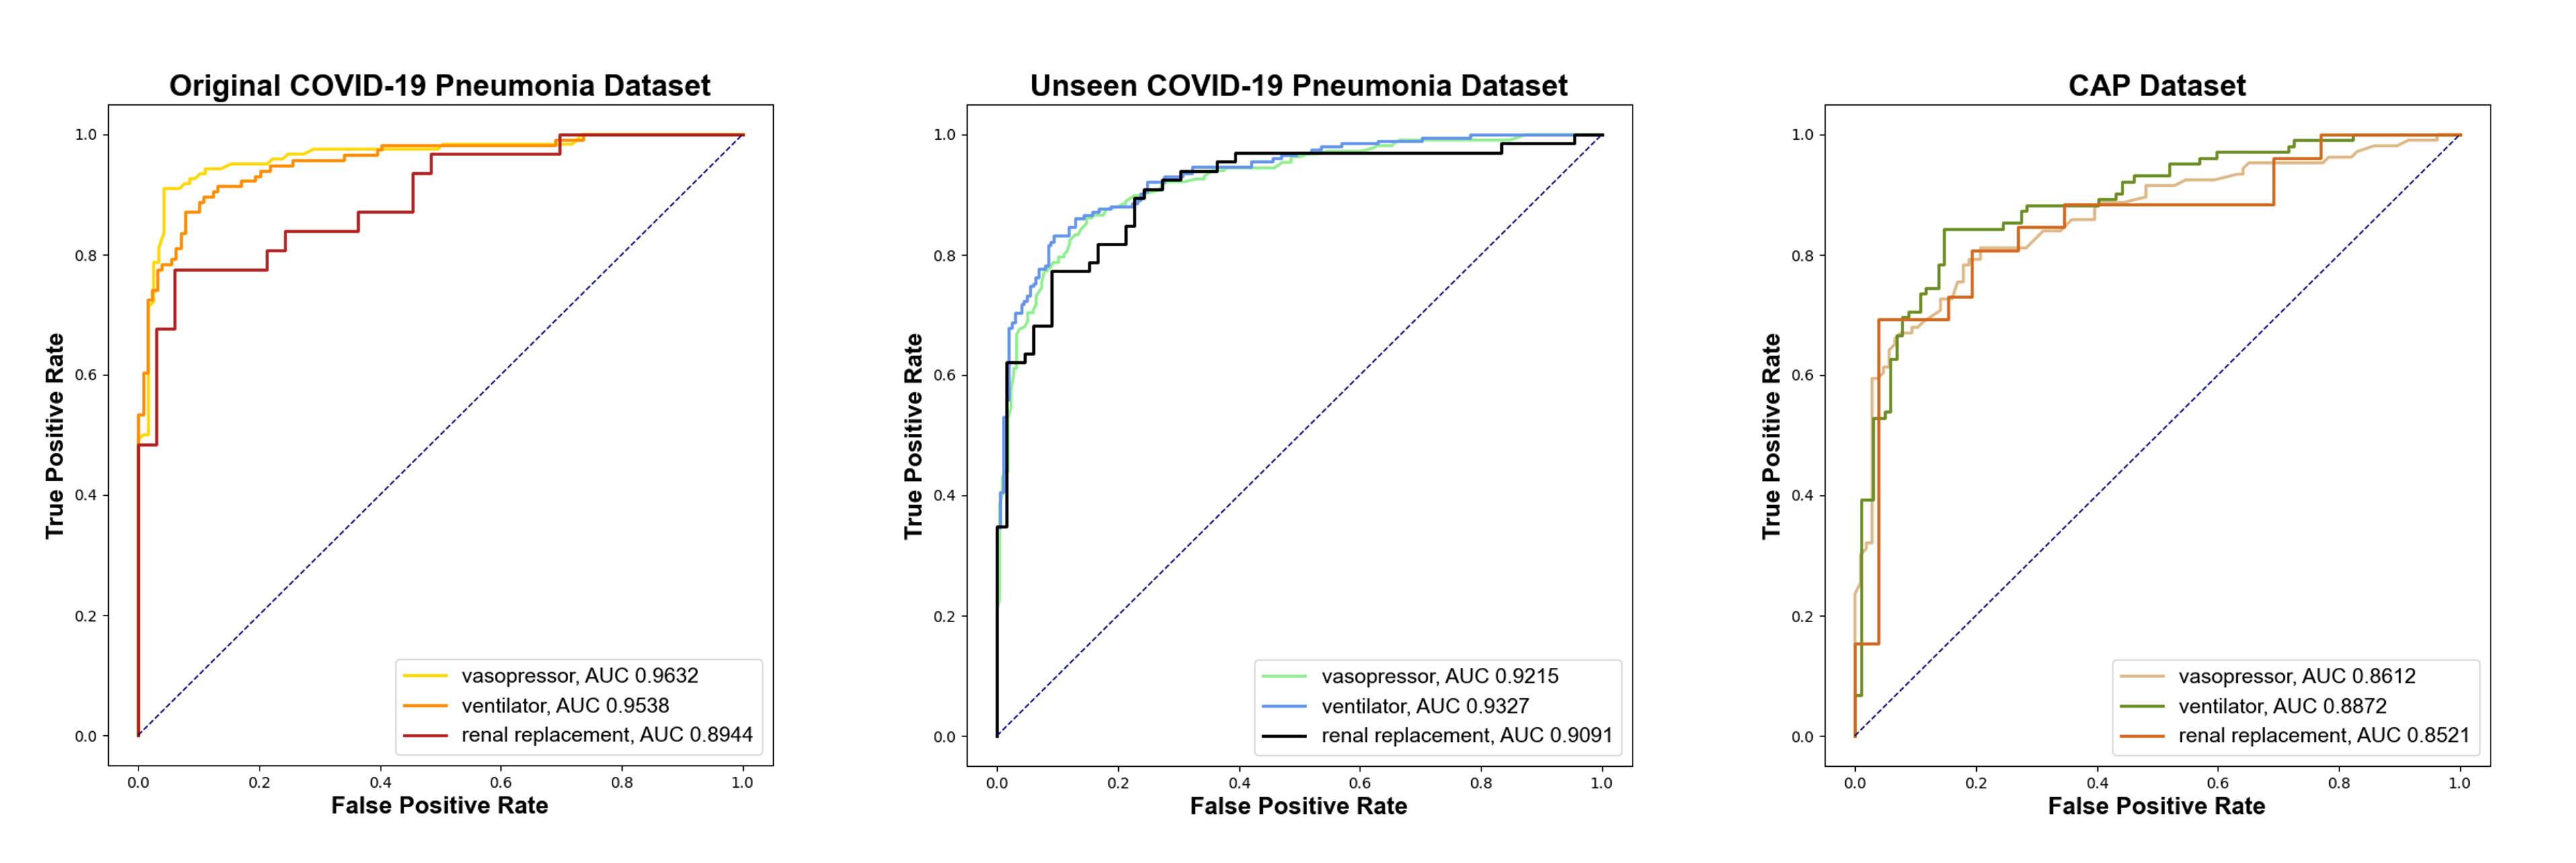 Original COVID-19 Pneumonia Dataset
True Positive Rate
1.0
0.8
0.6
0.4
0.2
0.0
vasopressor, AUC 0.9632
ventilator, AUC 0.9538
renal replacement, AUC 0.8944
0.0 0.2 0.4 0.6 0.8 1.0
False Positive Rate
Unseen COVID-19 Pneumonia Dataset
True Positive Rate
1.0
0.8
0.6
0.4
0.2
0.0
vasopressor, AUC 0.9215
ventilator, AUC 0.9327
renal replacement, AUC 0.9091
0.0 0.2 0.4 0.6 0.8 1.0
False Positive Rate
CAP Dataset
True Positive Rate
1.0
0.8
0.6
0.4
0.2
0.0
vasopressor, AUC 0.8612
ventilator, AUC 0.8872
renal replacement, AUC 0.8521
0.0 0.2 0.4 0.6 0.8 1.0
False Positive Rate